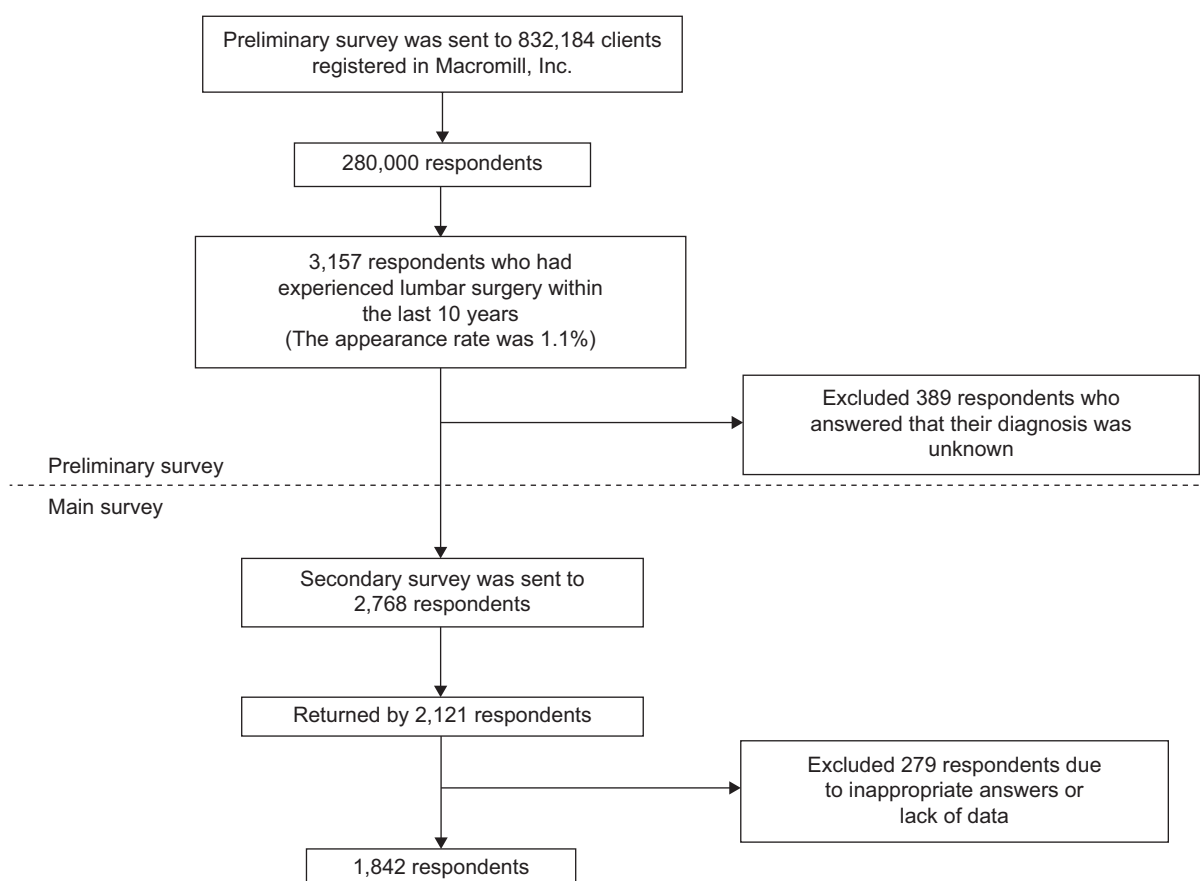 Preliminary survey was sent to 832,184 clients
registered in Macromill, Inc.
280,000 respondents
3,157 respondents who had
experienced lumbar surgery within
the last 10 years
(The appearance rate was 1.1%)
Excluded 389 respondents who
answered that their diagnosis was
unknown
Preliminary survey
Main survey
Secondary survey was sent to
2,768 respondents
Returned by 2,121 respondents
Excluded 279 respondents due
to inappropriate answers or
lack of data
1,842 respondents